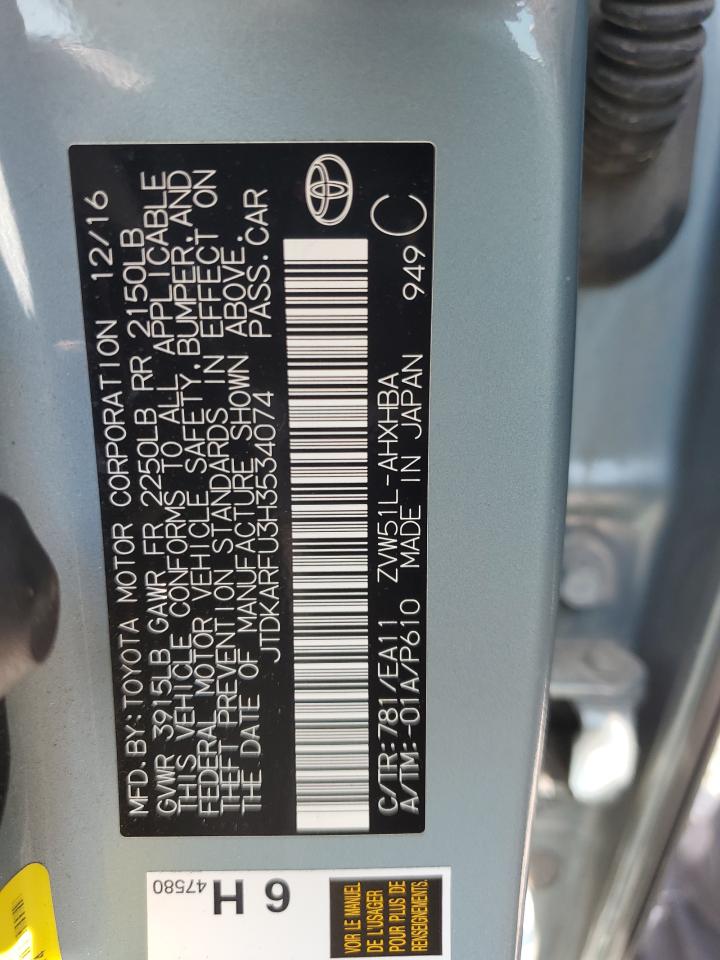 MFD.BY:TOYOTA MOTOR CORPORATION 12/16
GVWR 3915LB GAWR FR 2250LB RR 2150LB
THIS VEHICLE CONFORMS TO ALL APPLICABLE
FEDERAL MOTOR VEHICLE SAFETY,BUMPER,AND
THEFT PREVENTION STANDARDS IN EFFECT ON
THE DATE OF MANUFACTURE SHOWN ABOVE.
JTDKARFU3H3534074 PASS.CAR
C/TR:781/EA11 ZVW51L-AHXHBA 949 C
A/TM:-01A/P610 MADE IN JAPAN
6 H
47580
VOIR LE MANUEL
DE L'USAGER
POUR PLUS DE
RENSEIGNEMENTS.